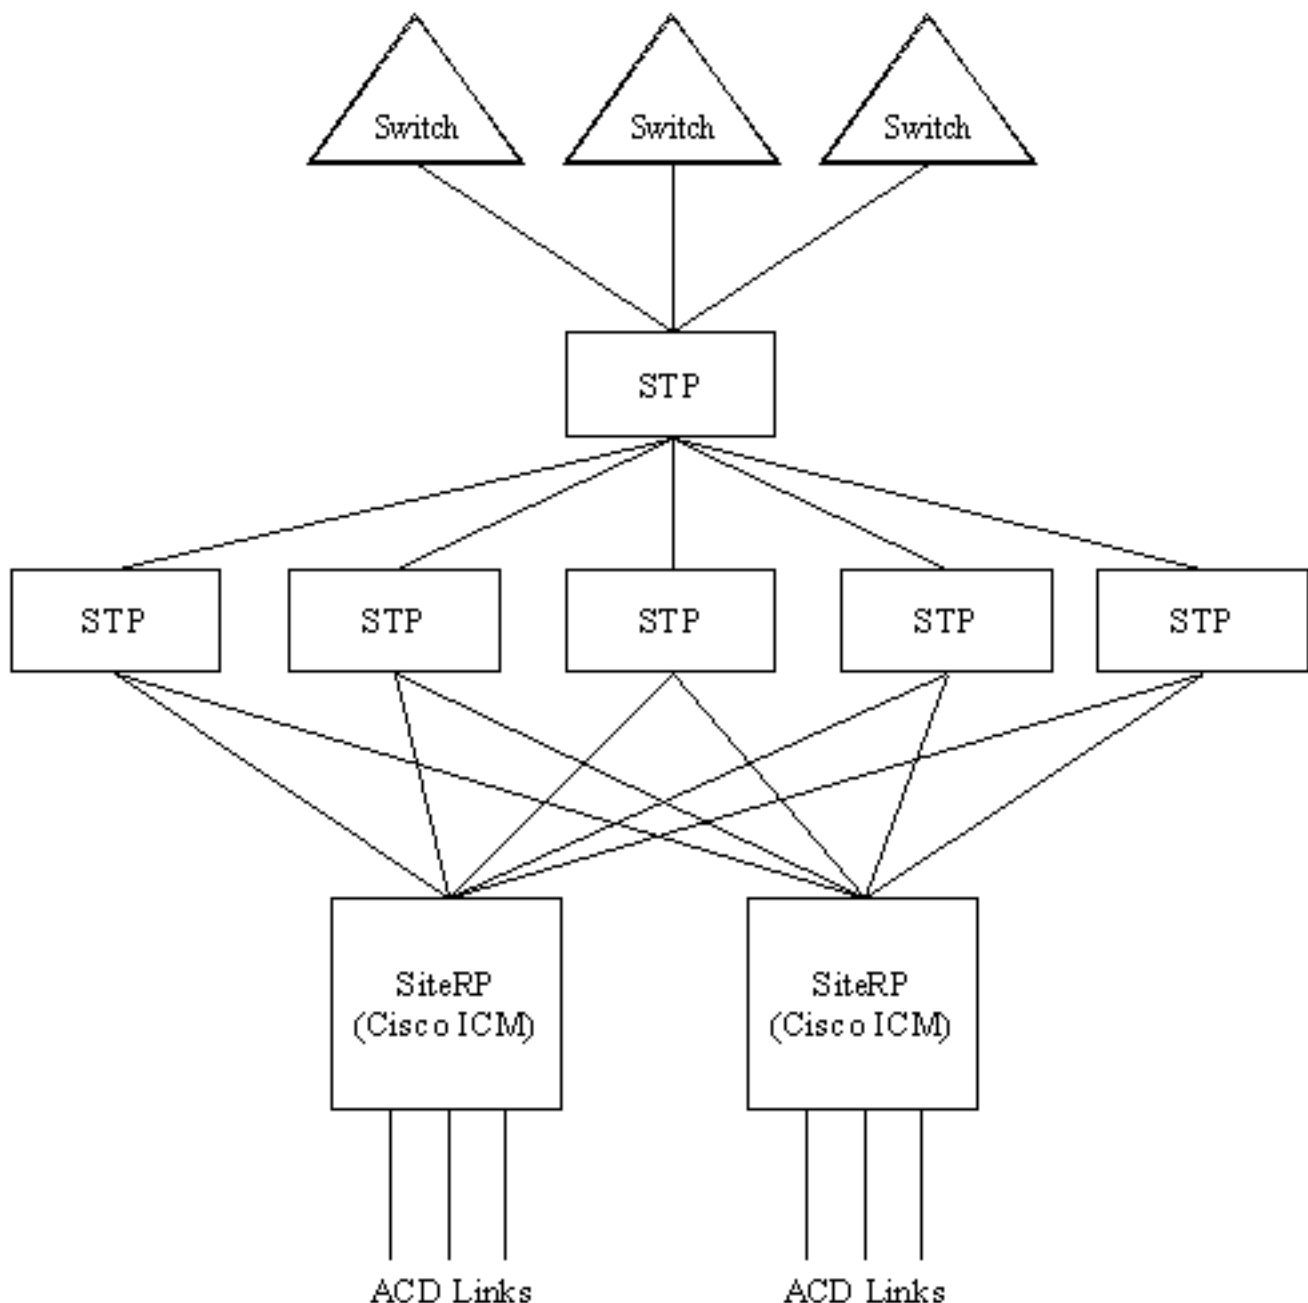 Switch
Switch
Switch
STP
STP
STP
STP
STP
STP
SiteRP
(Cisco ICM)
SiteRP
(Cisco ICM)
ACD Links
ACD Links